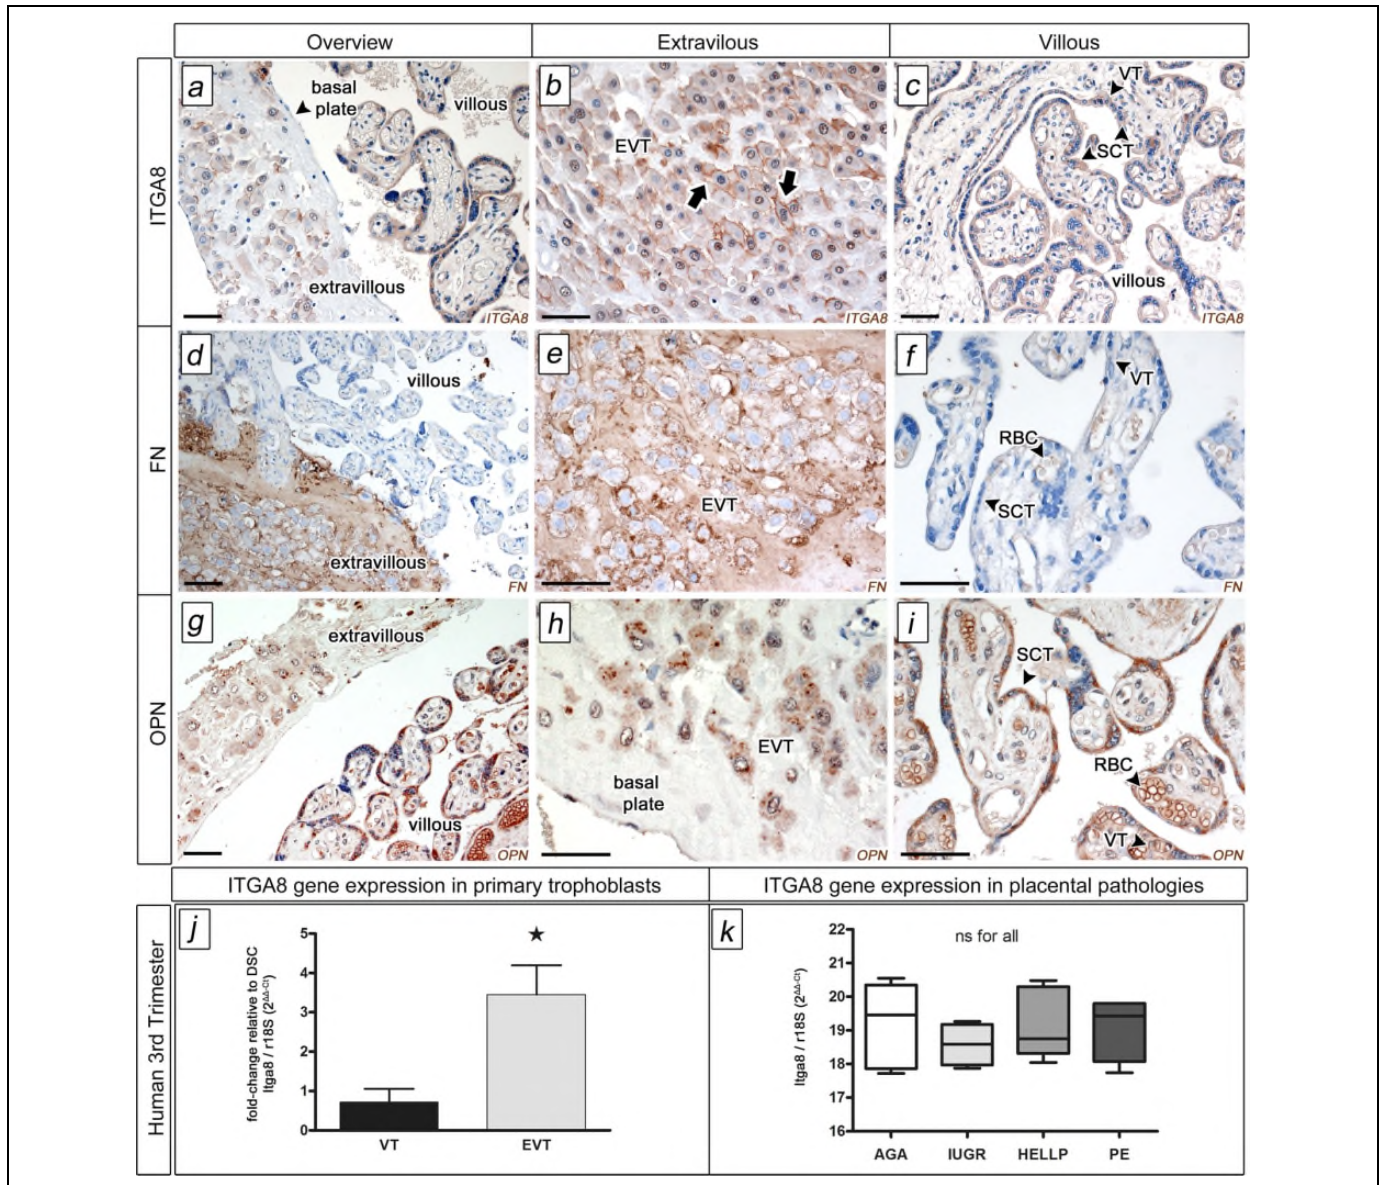 Overview
Extravilous
Villous
ITGA8
a
basal
plate
villous
extravillous
ITGA8
b
EVT
ITGA8
c
VT
SCT
villous
ITGA8
FN
d
villous
extravillous
FN
e
EVT
FN
f
VT
RBC
SCT
FN
OPN
g
extravillous
villous
OPN
h
EVT
basal
plate
OPN
i
SCT
RBC
VT
OPN
ITGA8 gene expression in primary trophoblasts
ITGA8 gene expression in placental pathologies
Human 3rd Trimester
j
fold-change relative to DSC
Itga8 / r18S (2ΔΔ-Ct)
5
4
3
2
1
0
★
VT
EVT
k
Itga8 / r18S (2ΔΔ-Ct)
ns for all
22
21
20
19
18
17
16
AGA
IUGR
HELLP
PE